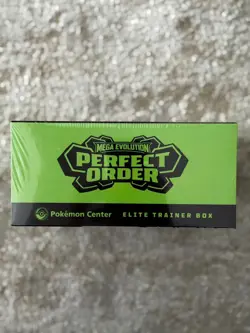 MEGA EVOLUTION
PERFECT
ORDER
Pokémon Center ELITE TRAINER BOX